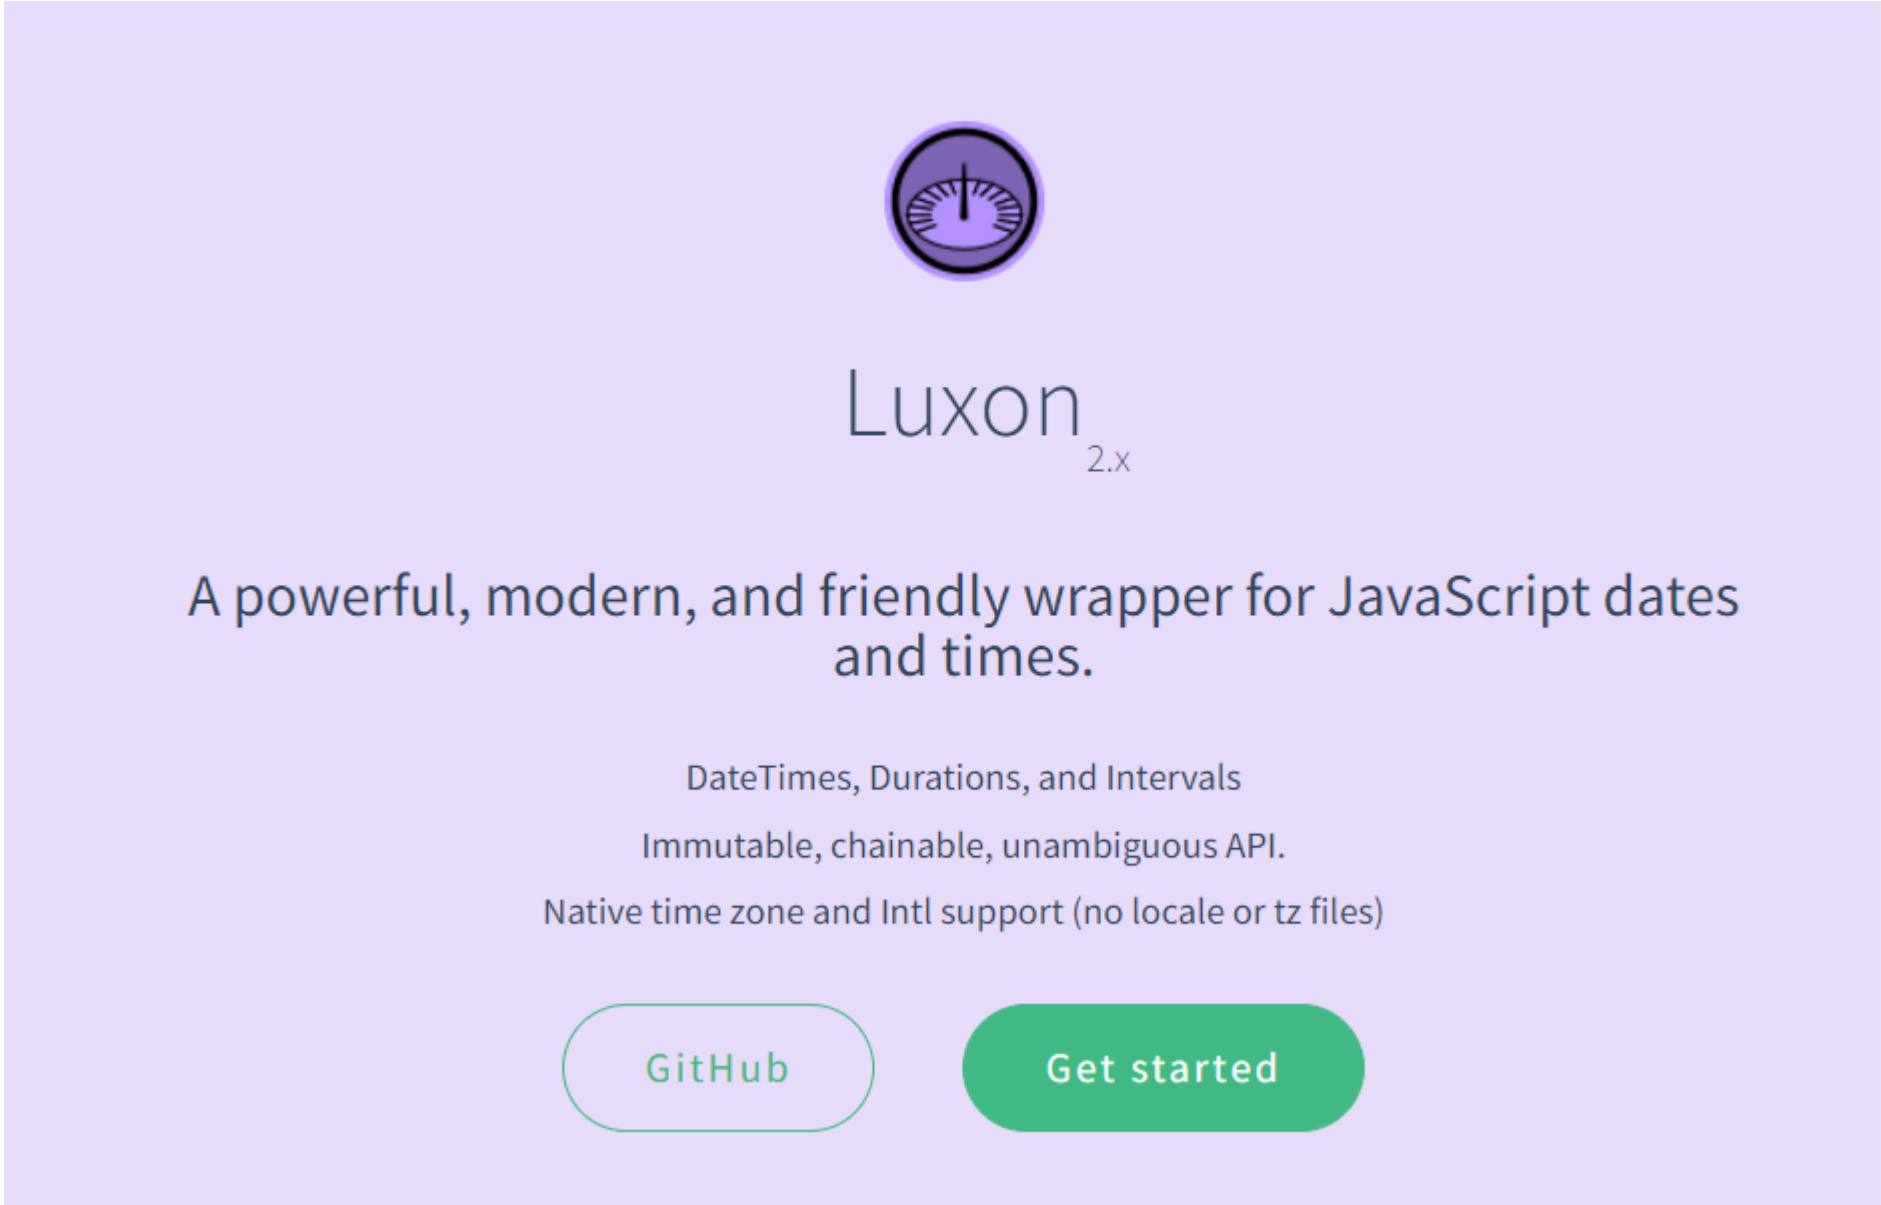 Luxon
2.x
A powerful, modern, and friendly wrapper for JavaScript dates
and times.
DateTimes, Durations, and Intervals
Immutable, chainable, unambiguous API.
Native time zone and Intl support (no locale or tz files)
GitHub
Get started